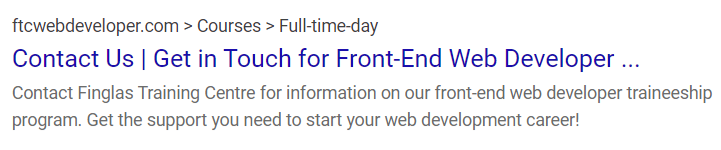 ftcwebdeveloper.com > Courses > Full-time-day
Contact Us | Get in Touch for Front-End Web Developer ...
Contact Finglas Training Centre for information on our front-end web developer traineeship
program. Get the support you need to start your web development career!